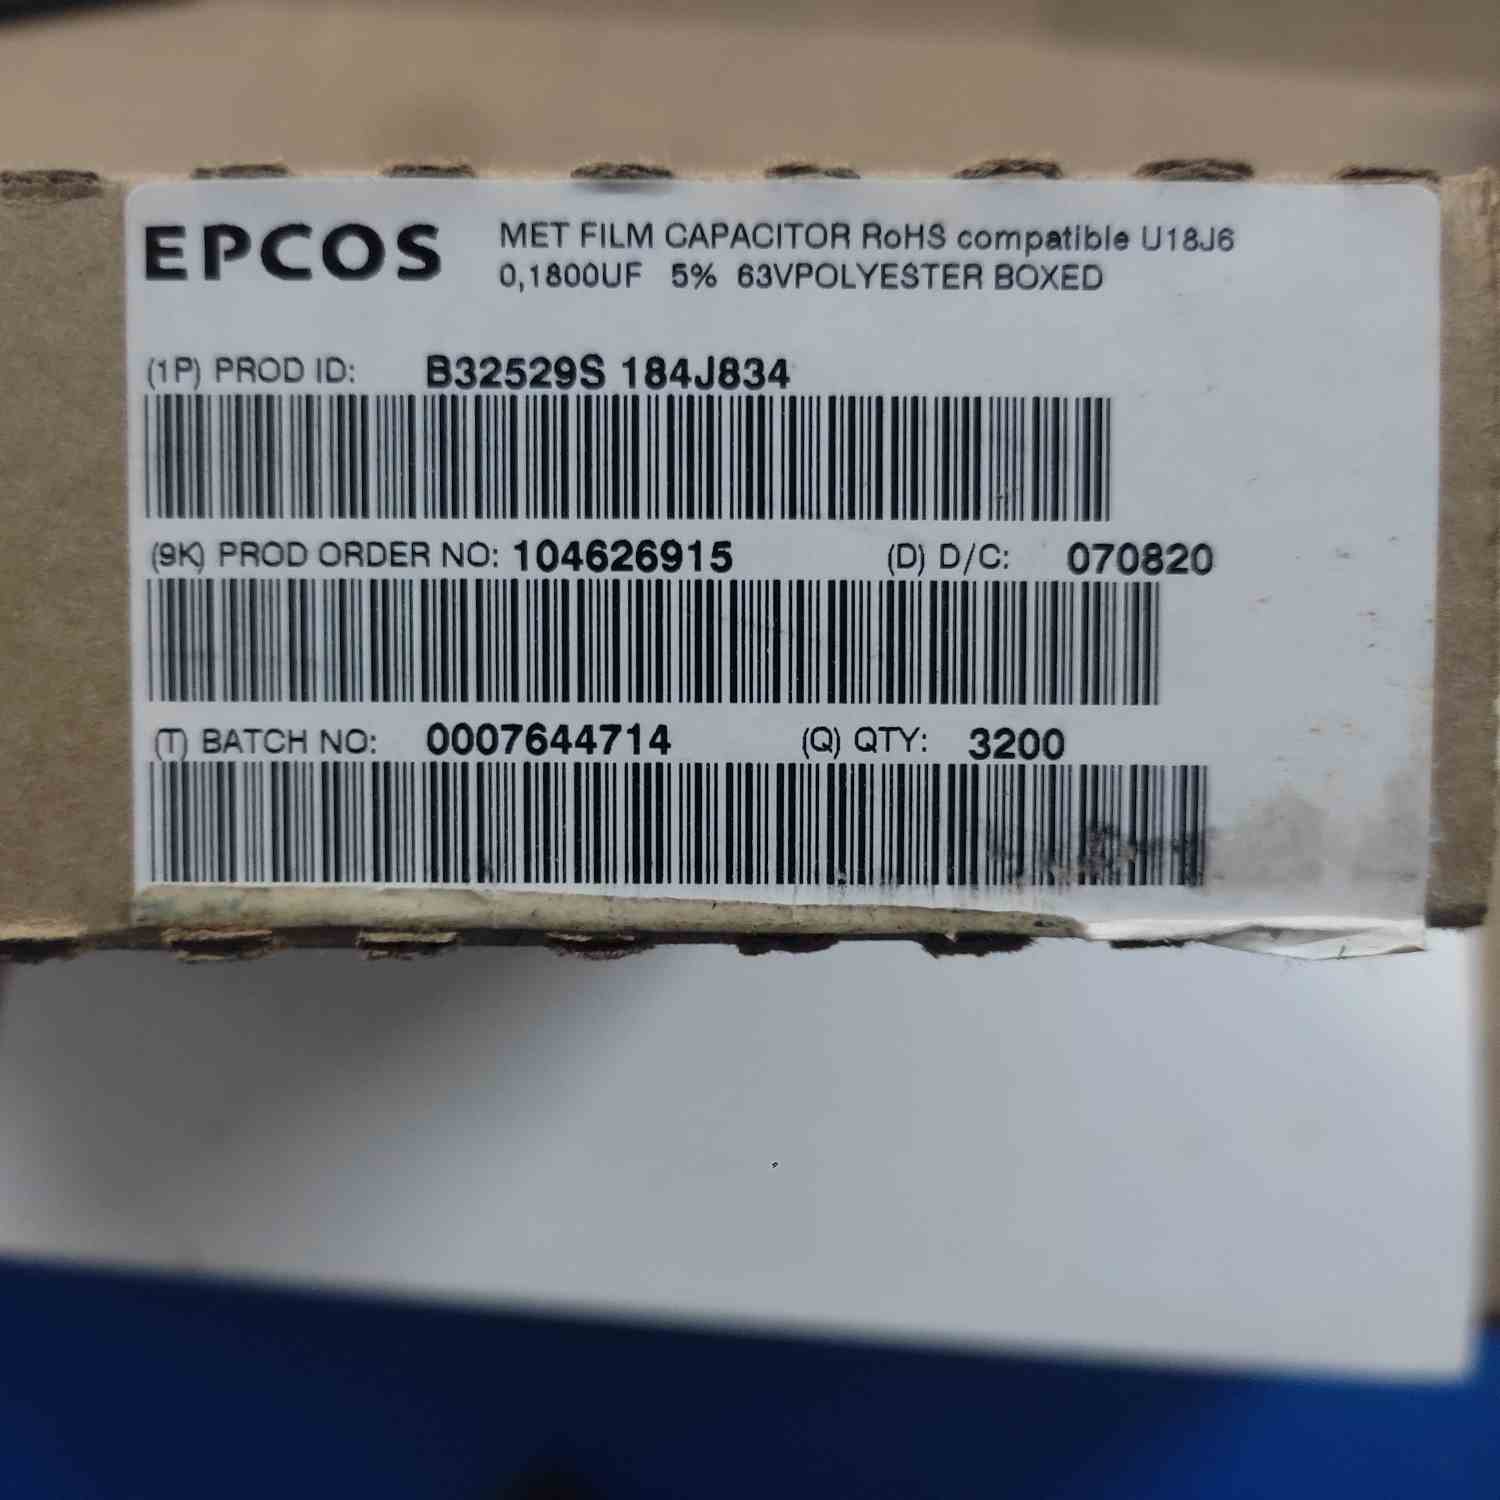 EPCOS
MET FILM CAPACITOR RoHS compatible U18J6
0,1800UF 5% 63VPOLYESTER BOXED
(1P) PROD ID: B32529S 184J834
(9K) PROD ORDER NO: 104626915 (D) D/C: 070820
(T) BATCH NO: 0007644714 (Q) QTY: 3200